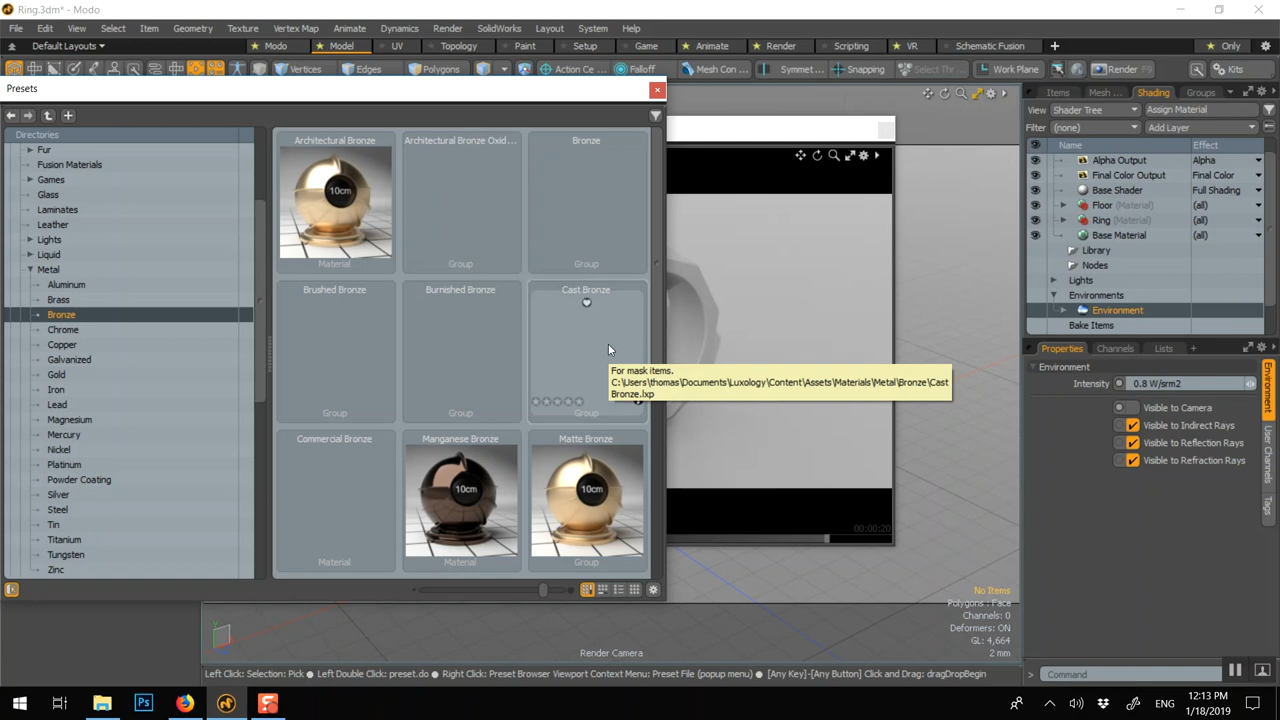 Ring.3dm* - Modo
File Edit View Select Item Geometry Texture Vertex Map Animate Dynamics Render SolidWorks Layout System Help
Default Layouts Modo Model UV Topology Paint Setup Game Animate Render Scripting VR Schematic Fusion Only
Vertices Edges Polygons Action Ce ... Falloff Mesh Con ... Symmet ... Snapping Select Thr ... Work Plane Render Kits
Presets
Directories
Fur
Fusion Materials
Games
Glass
Laminates
Leather
Lights
Liquid
Metal
Aluminum
Brass
Bronze
Chrome
Copper
Galvanized
Gold
Iron
Lead
Magnesium
Mercury
Nickel
Platinum
Powder Coating
Silver
Steel
Tin
Titanium
Tungsten
Zinc
Architectural Bronze Architectural Bronze Oxid... Bronze
10cm
Material Group Group
Brushed Bronze Burnished Bronze Cast Bronze
Group Group Group
Commercial Bronze Manganese Bronze Matte Bronze
10cm 10cm
Material Material Group
For mask items.
C:\Users\thomas\Documents\Luxology\Content\Assets\Materials\Metal\Bronze\Cast
Bronze.lxp
00:00:20
Items Mesh ... Shading Groups
View Shader Tree Assign Material
Filter (none) Add Layer
Name Effect
Alpha Output Alpha
Final Color Output Final Color
Base Shader Full Shading
Floor (Material) (all)
Ring (Material) (all)
Base Material (all)
Library
Nodes
Lights
Environments
Environment
Bake Items
Properties Channels Lists
Environment
Intensity 0.8 W/srm2
Visible to Camera
Visible to Indirect Rays
Visible to Reflection Rays
Visible to Refraction Rays
Environment
User Channels
Tags
No Items
Polygons : Face
Channels: 0
Deformers: ON
GL: 4,664
2 mm
Render Camera
Left Click: Selection: Pick ● Left Double Click: preset.do ● Right Click: Preset Browser Viewport Context Menu: Preset File (popup menu) ● [Any Key]-[Any Button] Click and Drag: dragDropBegin
Command
Ps
ENG
12:13 PM
1/18/2019